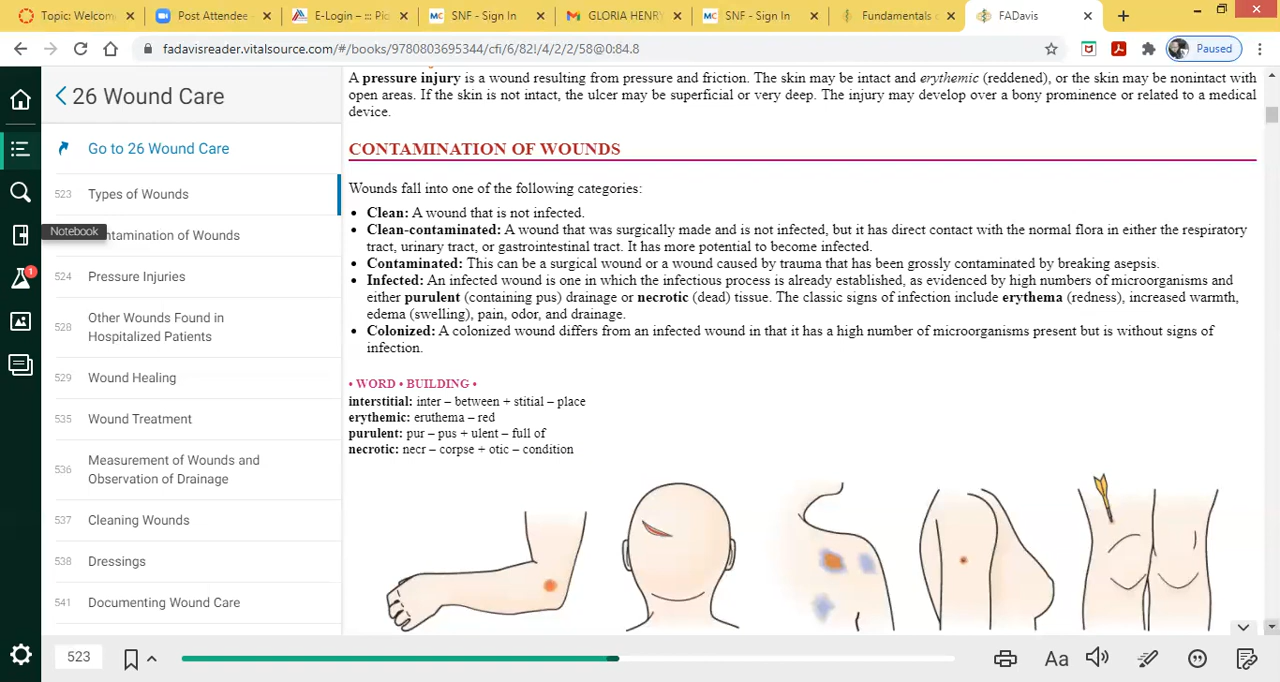 Topic: Welcom
Post Attendee -
E-Login – ::: Pic
SNF - Sign In
GLORIA HENRY
SNF - Sign In
Fundamentals o
FADavis
fadavisreader.vitalsource.com/#/books/9780803695344/cfi/6/82!/4/2/2/58@0:84.8
Paused
26 Wound Care
Go to 26 Wound Care
523 Types of Wounds
Notebook
ntamination of Wounds
524 Pressure Injuries
528 Other Wounds Found in
Hospitalized Patients
529 Wound Healing
535 Wound Treatment
536 Measurement of Wounds and
Observation of Drainage
537 Cleaning Wounds
538 Dressings
541 Documenting Wound Care
A pressure injury is a wound resulting from pressure and friction. The skin may be intact and erythemic (reddened), or the skin may be nonintact with
open areas. If the skin is not intact, the ulcer may be superficial or very deep. The injury may develop over a bony prominence or related to a medical
device.
CONTAMINATION OF WOUNDS
Wounds fall into one of the following categories:
• Clean: A wound that is not infected.
• Clean-contaminated: A wound that was surgically made and is not infected, but it has direct contact with the normal flora in either the respiratory
tract, urinary tract, or gastrointestinal tract. It has more potential to become infected.
• Contaminated: This can be a surgical wound or a wound caused by trauma that has been grossly contaminated by breaking asepsis.
• Infected: An infected wound is one in which the infectious process is already established, as evidenced by high numbers of microorganisms and
either purulent (containing pus) drainage or necrotic (dead) tissue. The classic signs of infection include erythema (redness), increased warmth,
edema (swelling), pain, odor, and drainage.
• Colonized: A colonized wound differs from an infected wound in that it has a high number of microorganisms present but is without signs of
infection.
• WORD • BUILDING •
interstitial: inter – between + stitial – place
erythemic: eruthema – red
purulent: pur – pus + ulent – full of
necrotic: necr – corpse + otic – condition
523
Aa